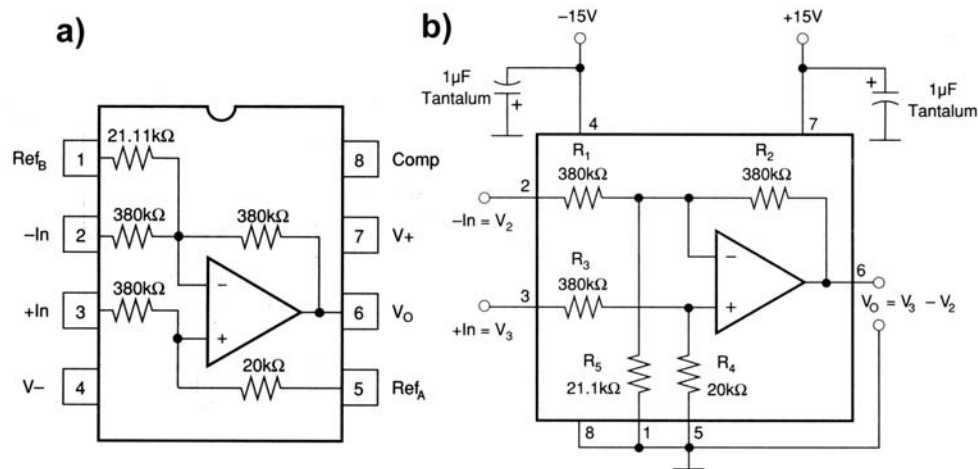 a)
21.11kΩ
Ref_B 1
8 Comp
380kΩ 380kΩ
–In 2
7 V+
380kΩ
+In 3
–
+
6 V_O
20kΩ
V– 4
5 Ref_A
b)
–15V
+15V
1µF
Tantalum
+
4
+
1µF
Tantalum
7
R_1
380kΩ
R_2
380kΩ
2
–In = V_2
–
+
R_3
380kΩ
3
+In = V_3
6
V_O = V_3 – V_2
R_5
21.1kΩ
R_4
20kΩ
8 1 5